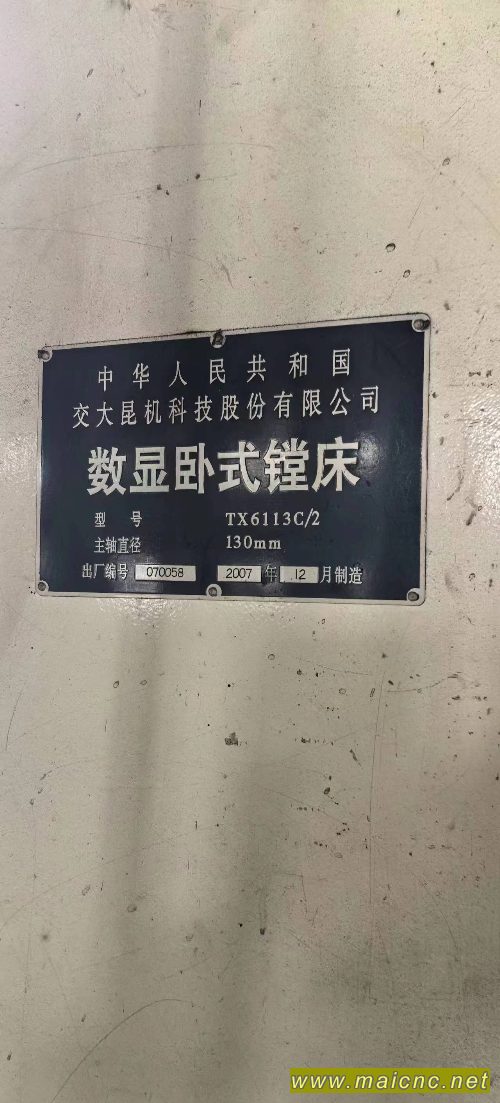 中华人民共和国
交大昆机科技股份有限公司
数显卧式镗床
型 号 TX6113C/2
主轴直径 130mm
出厂编号 070058 2007 年 12 月制造
www.maicnc.net